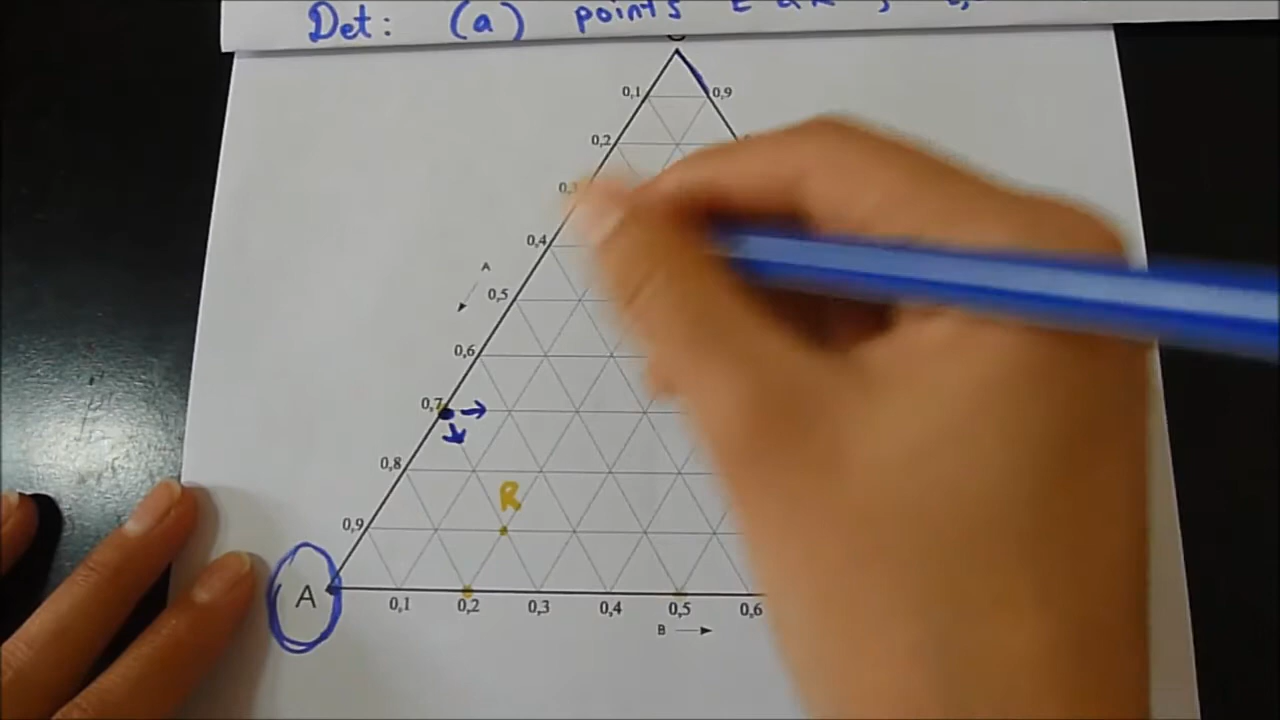 Det: (a) points
0,1 0,9
0,2
0,4
A
0,5
0,6
0,7
R
0,8
0,9
A
0,1 0,2 0,3 0,4 0,5 0,6
B